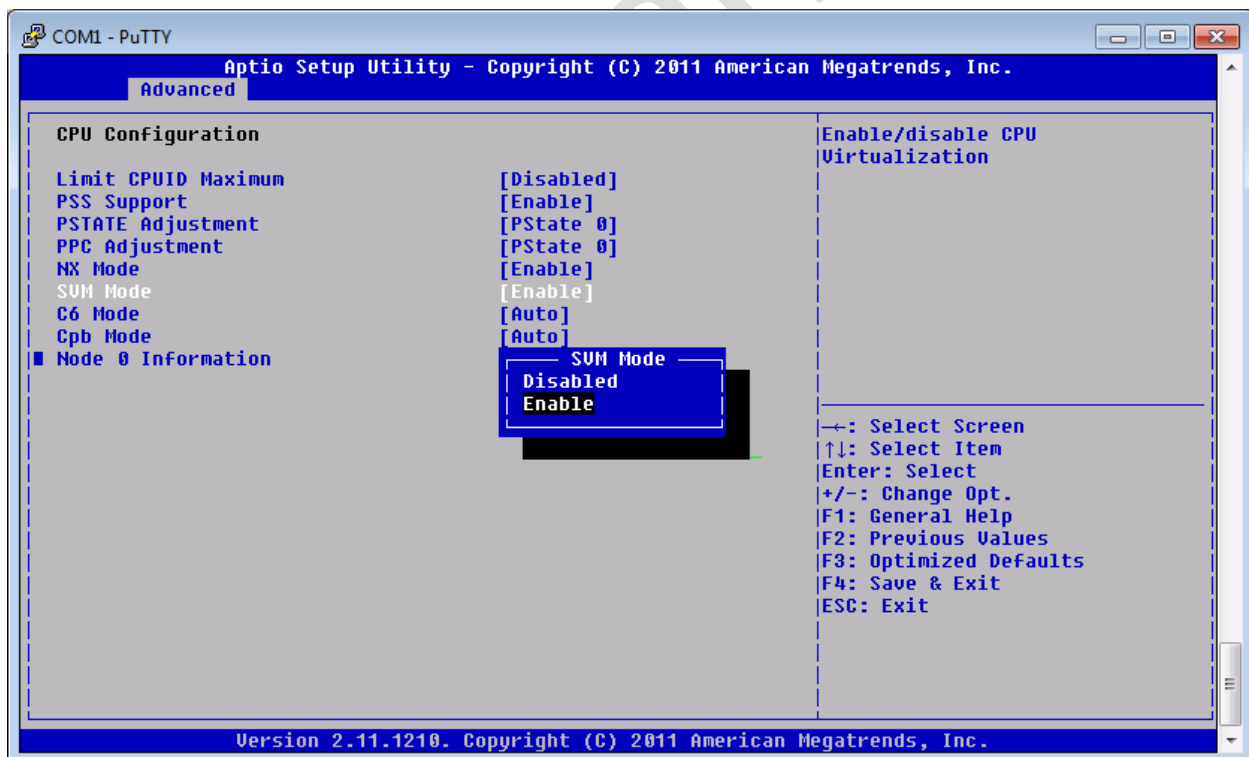 COM1 - PuTTY
Aptio Setup Utility - Copyright (C) 2011 American Megatrends, Inc.
Advanced
CPU Configuration
Enable/disable CPU
Virtualization
Limit CPUID Maximum [Disabled]
PSS Support [Enable]
PSTATE Adjustment [PState 0]
PPC Adjustment [PState 0]
NX Mode [Enable]
SVM Mode [Enable]
C6 Mode [Auto]
Cpb Mode [Auto]
Node 0 Information
SVM Mode
Disabled
Enable
→←: Select Screen
↑↓: Select Item
Enter: Select
+/-: Change Opt.
F1: General Help
F2: Previous Values
F3: Optimized Defaults
F4: Save & Exit
ESC: Exit
Version 2.11.1210. Copyright (C) 2011 American Megatrends, Inc.